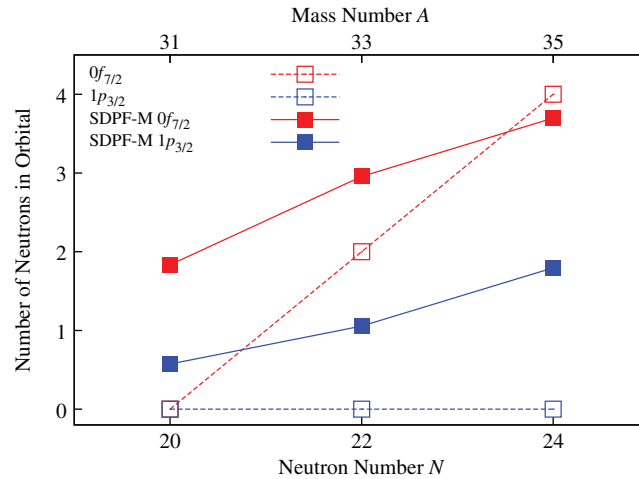 Mass Number A
31 33 35
0f7/2
1p3/2
SDPF-M 0f7/2
SDPF-M 1p3/2
4
3
2
1
0
Number of Neutrons in Orbital
20 22 24
Neutron Number N